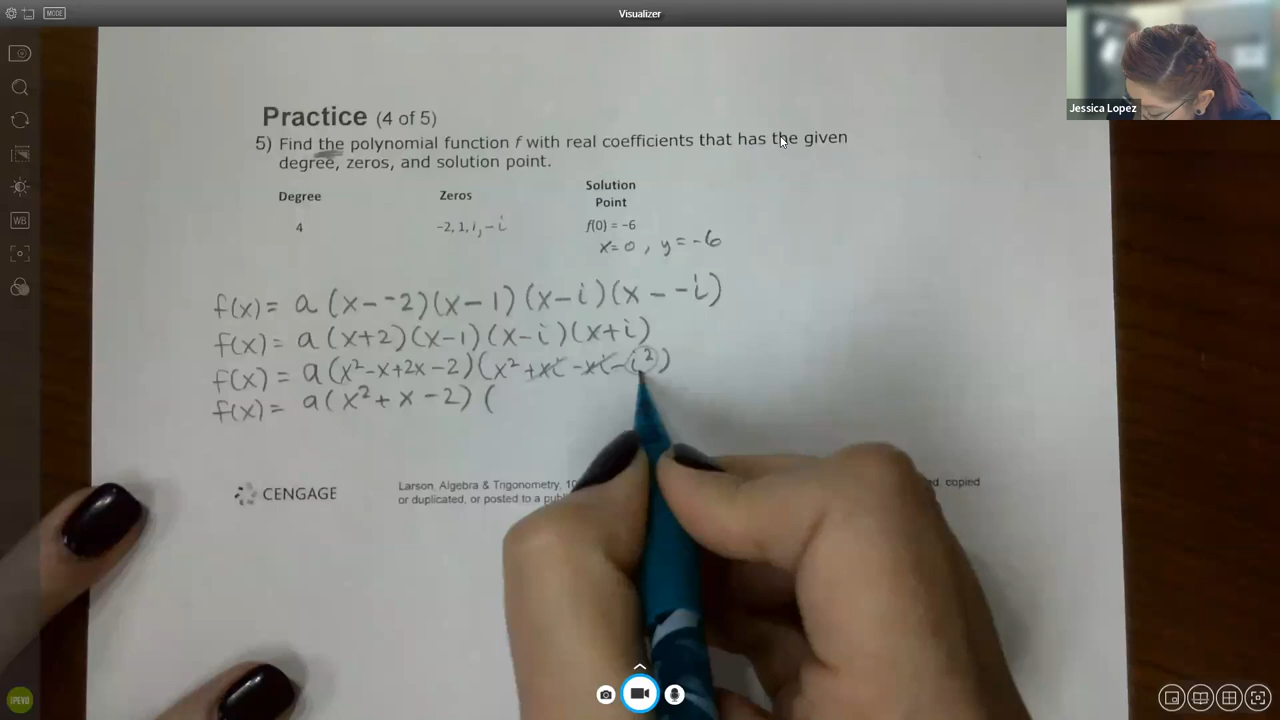 MODE
Visualizer
Jessica Lopez
WB
Practice (4 of 5)
5) Find the polynomial function f with real coefficients that has the given
degree, zeros, and solution point.
Degree
Zeros
Solution
Point
4
-2, 1, i, -i
f(0) = -6
x=0, y=-6
f(x) = a (x--2)(x-1)(x-i)(x--i)
f(x) = a (x+2)(x-1)(x-i)(x+i)
f(x) = a(x²-x+2x-2)(x²+xi-xi-i²)
f(x) = a(x²+x-2)(
CENGAGE
Larson, Algebra & Trigonometry, 10
copied
or duplicated, or posted to a
IPEVO